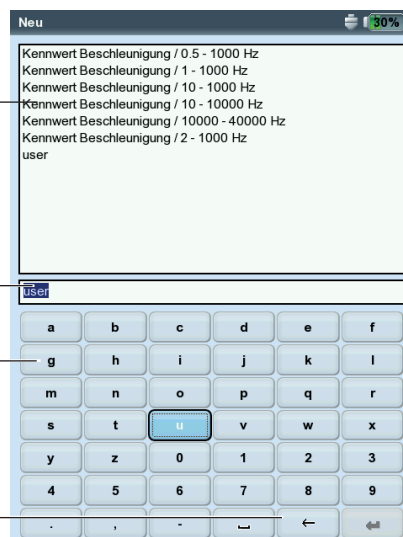 Neu 30%
Kennwert Beschleunigung / 0.5 - 1000 Hz
Kennwert Beschleunigung / 1 - 1000 Hz
Kennwert Beschleunigung / 10 - 1000 Hz
Kennwert Beschleunigung / 10 - 10000 Hz
Kennwert Beschleunigung / 10000 - 40000 Hz
Kennwert Beschleunigung / 2 - 1000 Hz
user
user
a b c d e f
g h i j k l
m n o p q r
s t u v w x
y z 0 1 2 3
4 5 6 7 8 9
. , - ⎵ ← ↵